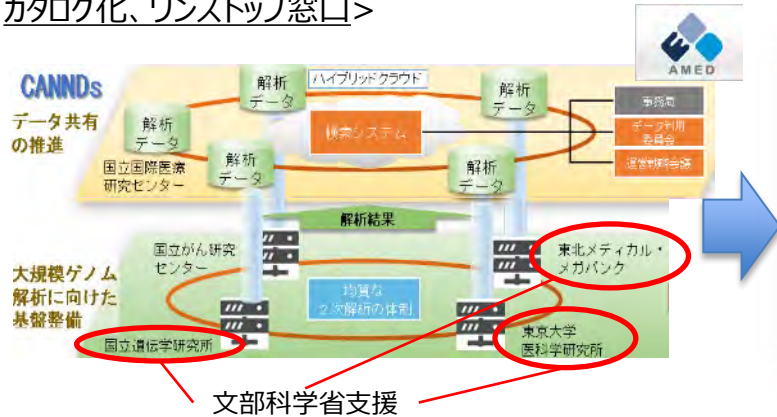 カタログ化、ワンストップ窓口>
AMED
CANNDs
データ共有
の推進
ハイブリッドクラウド
解析
データ
解析
データ
解析
データ
解析
データ
解析
データ
検索システム
事務局
データ利用
委員会
運営戦略会議
国立国際医療
研究センター
解析結果
国立がん研究
センター
東北メディカル・
メガバンク
大規模ゲノム
解析に向けた
基盤整備
均質な
2次解析の体制
国立遺伝学研究所
東京大学
医科学研究所
文部科学省支援